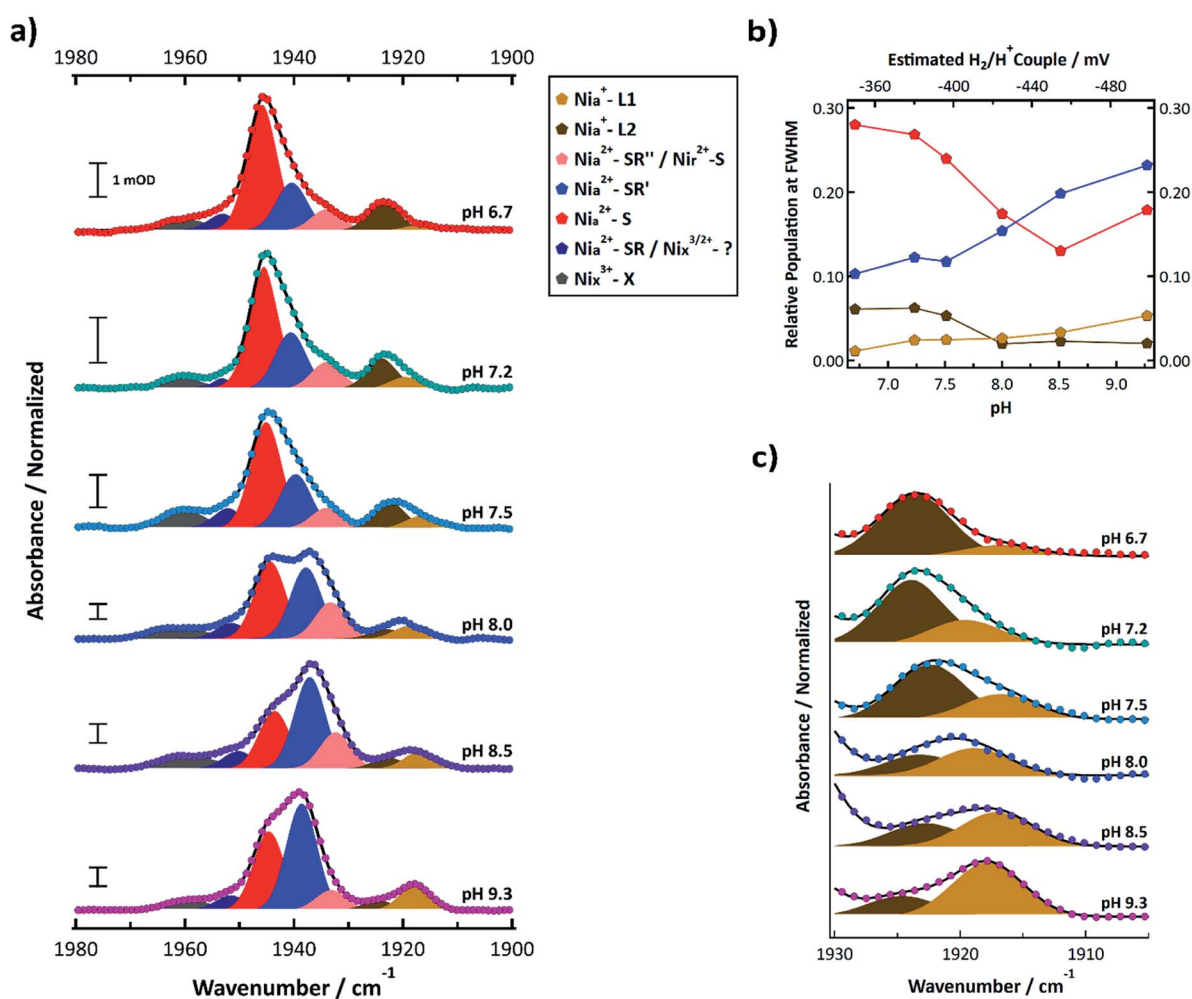 a)
1980 1960 1940 1920 1900
1 mOD
pH 6.7
pH 7.2
pH 7.5
pH 8.0
pH 8.5
pH 9.3
1980 1960 1940 1920 1900
Wavenumber / cm⁻¹
Absorbance / Normalized
Nia⁺- L1
Nia⁺- L2
Nia²⁺- SR'' / Nir²⁺-S
Nia²⁺- SR'
Nia²⁺- S
Nia²⁺- SR / Nix³ᐟ²⁺- ?
Nix³⁺- X
b)
Estimated H₂/H⁺ Couple / mV
-360 -400 -440 -480
0.30 0.30
0.20 0.20
0.10 0.10
0.00 0.00
7.0 7.5 8.0 8.5 9.0
pH
Relative Population at FWHM
c)
pH 6.7
pH 7.2
pH 7.5
pH 8.0
pH 8.5
pH 9.3
1930 1920 1910
Wavenumber / cm⁻¹
Absorbance / Normalized